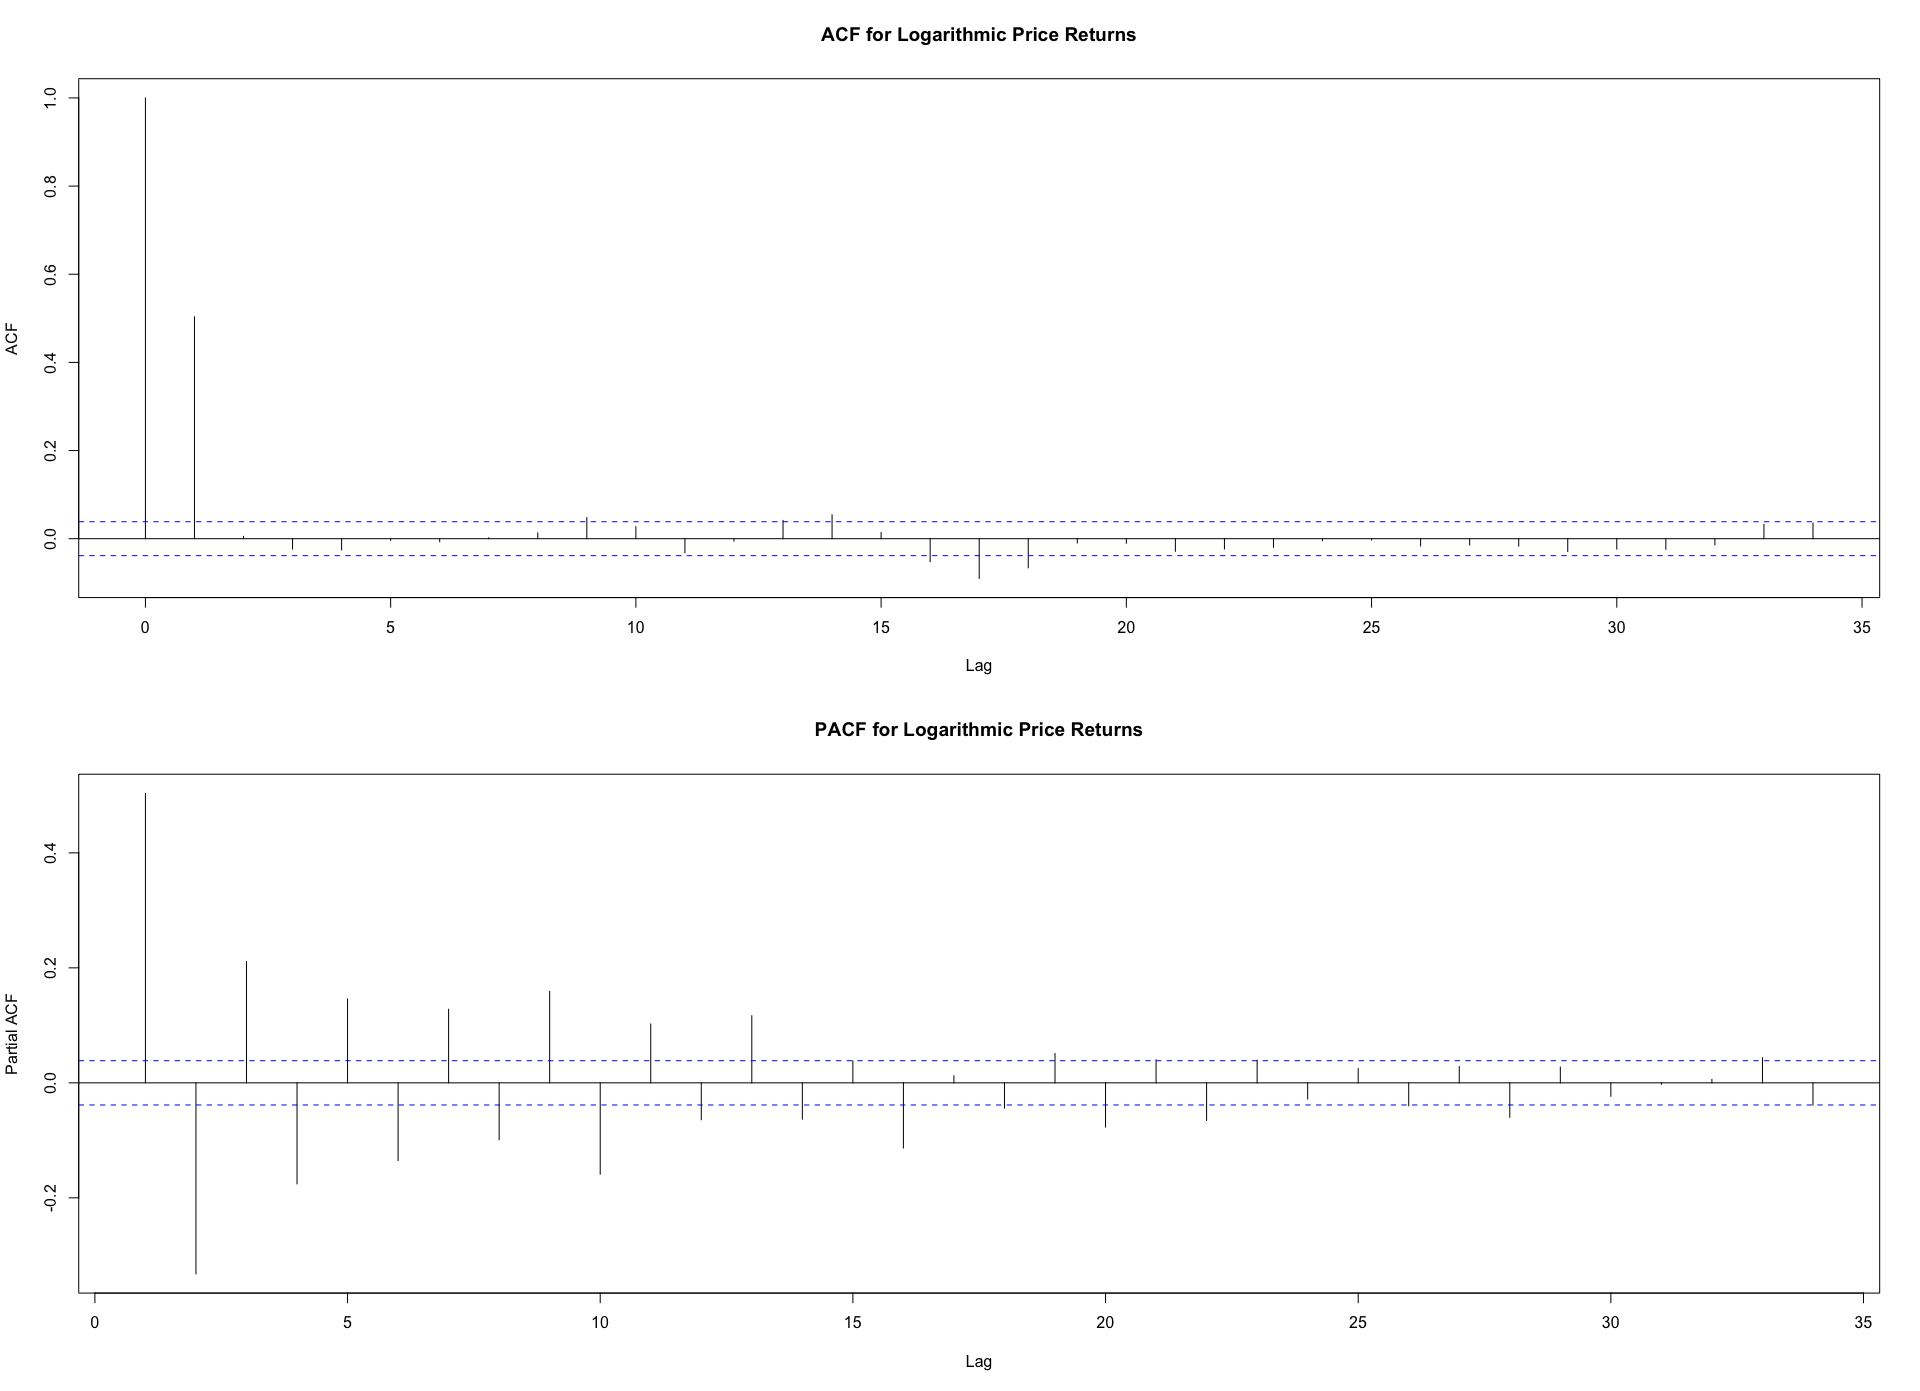 ACF for Logarithmic Price Returns
1.0
0.8
0.6
0.4
0.2
0.0
ACF
0 5 10 15 20 25 30 35
Lag
PACF for Logarithmic Price Returns
0.4
0.2
0.0
-0.2
Partial ACF
0 5 10 15 20 25 30 35
Lag